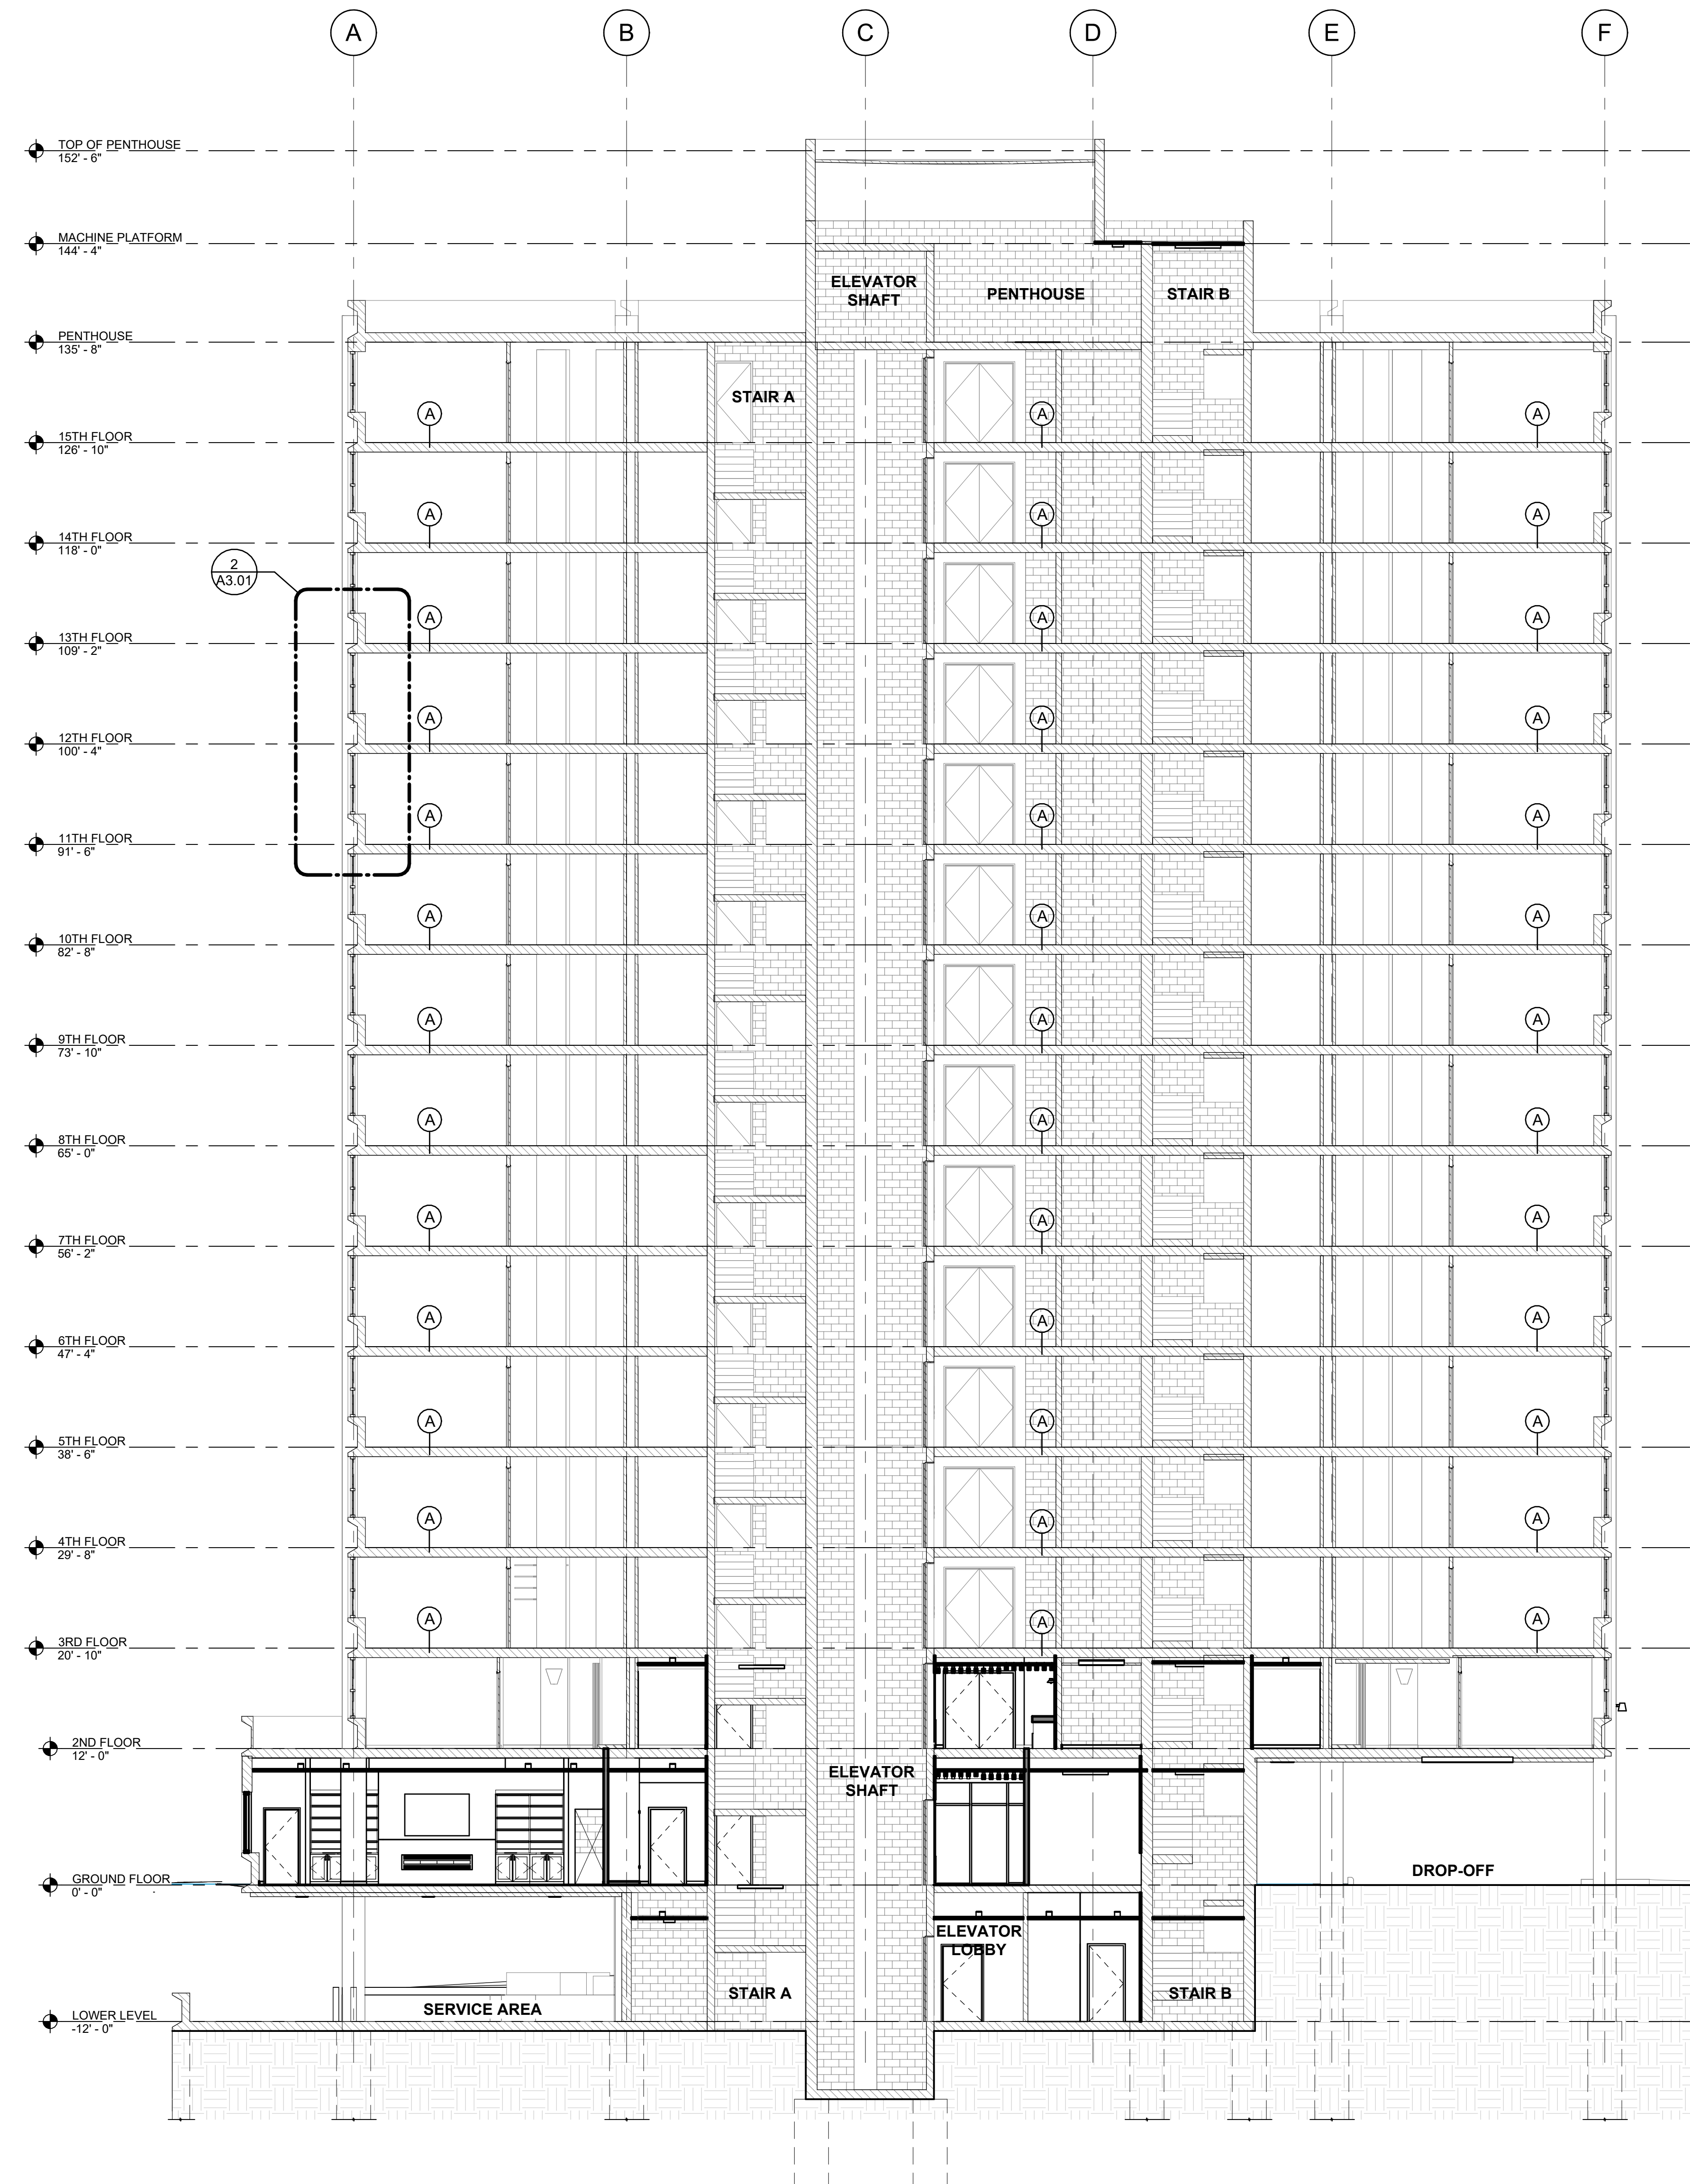 A B C D E F
TOP OF PENTHOUSE
152' - 6"
MACHINE PLATFORM
144' - 4"
ELEVATOR
SHAFT
PENTHOUSE
STAIR B
PENTHOUSE
135' - 8"
STAIR A
A A A
15TH FLOOR
126' - 10"
A A A
14TH FLOOR
118' - 0"
2
A3.01
A A A
13TH FLOOR
109' - 2"
A A A
12TH FLOOR
100' - 4"
A A A
11TH FLOOR
91' - 6"
A A A
10TH FLOOR
82' - 8"
A A A
9TH FLOOR
73' - 10"
A A A
8TH FLOOR
65' - 0"
A A A
7TH FLOOR
56' - 2"
A A A
6TH FLOOR
47' - 4"
A A A
5TH FLOOR
38' - 6"
A A A
4TH FLOOR
29' - 8"
A A A
3RD FLOOR
20' - 10"
2ND FLOOR
12' - 0"
ELEVATOR
SHAFT
DROP-OFF
GROUND FLOOR
0' - 0"
ELEVATOR
LOBBY
STAIR A
STAIR B
SERVICE AREA
LOWER LEVEL
-12' - 0"